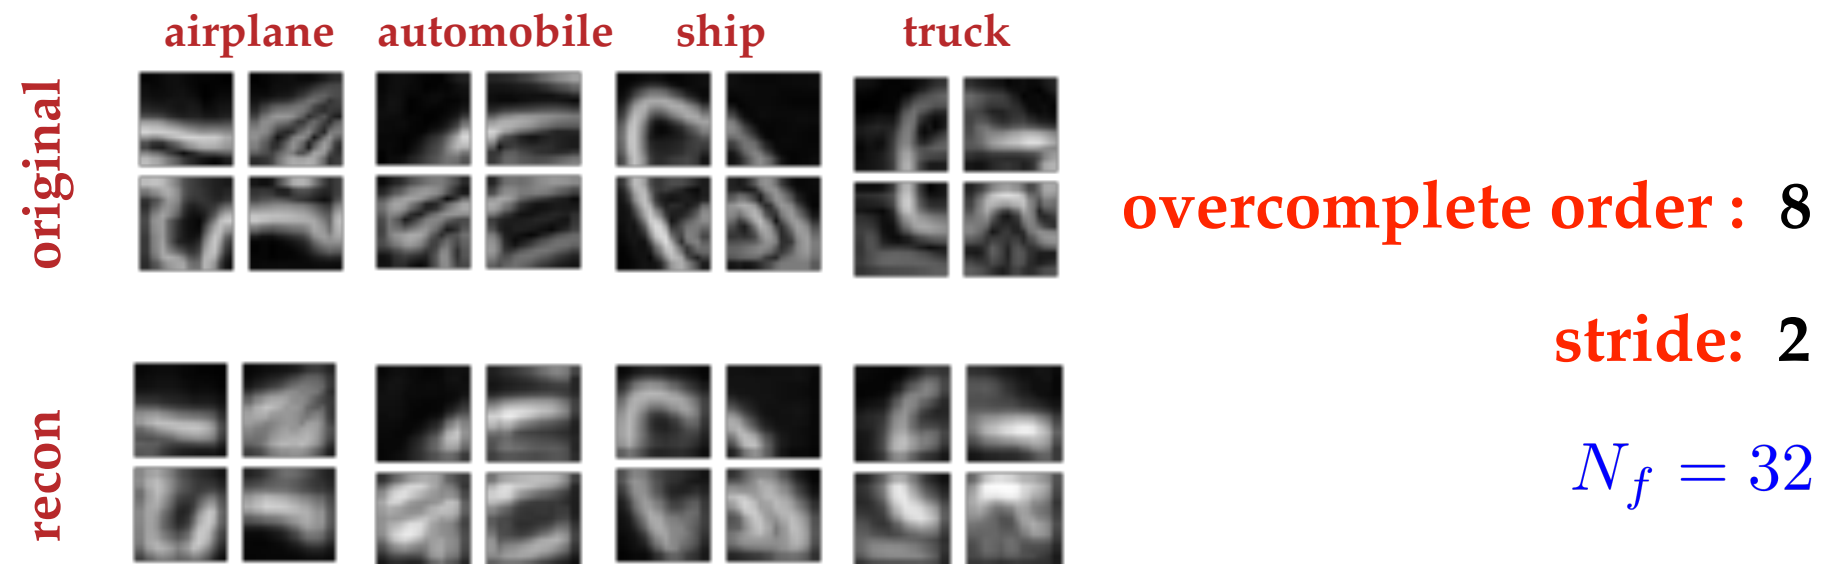 airplane automobile ship truck
original
overcomplete order : 8
stride: 2
N_f = 32
recon